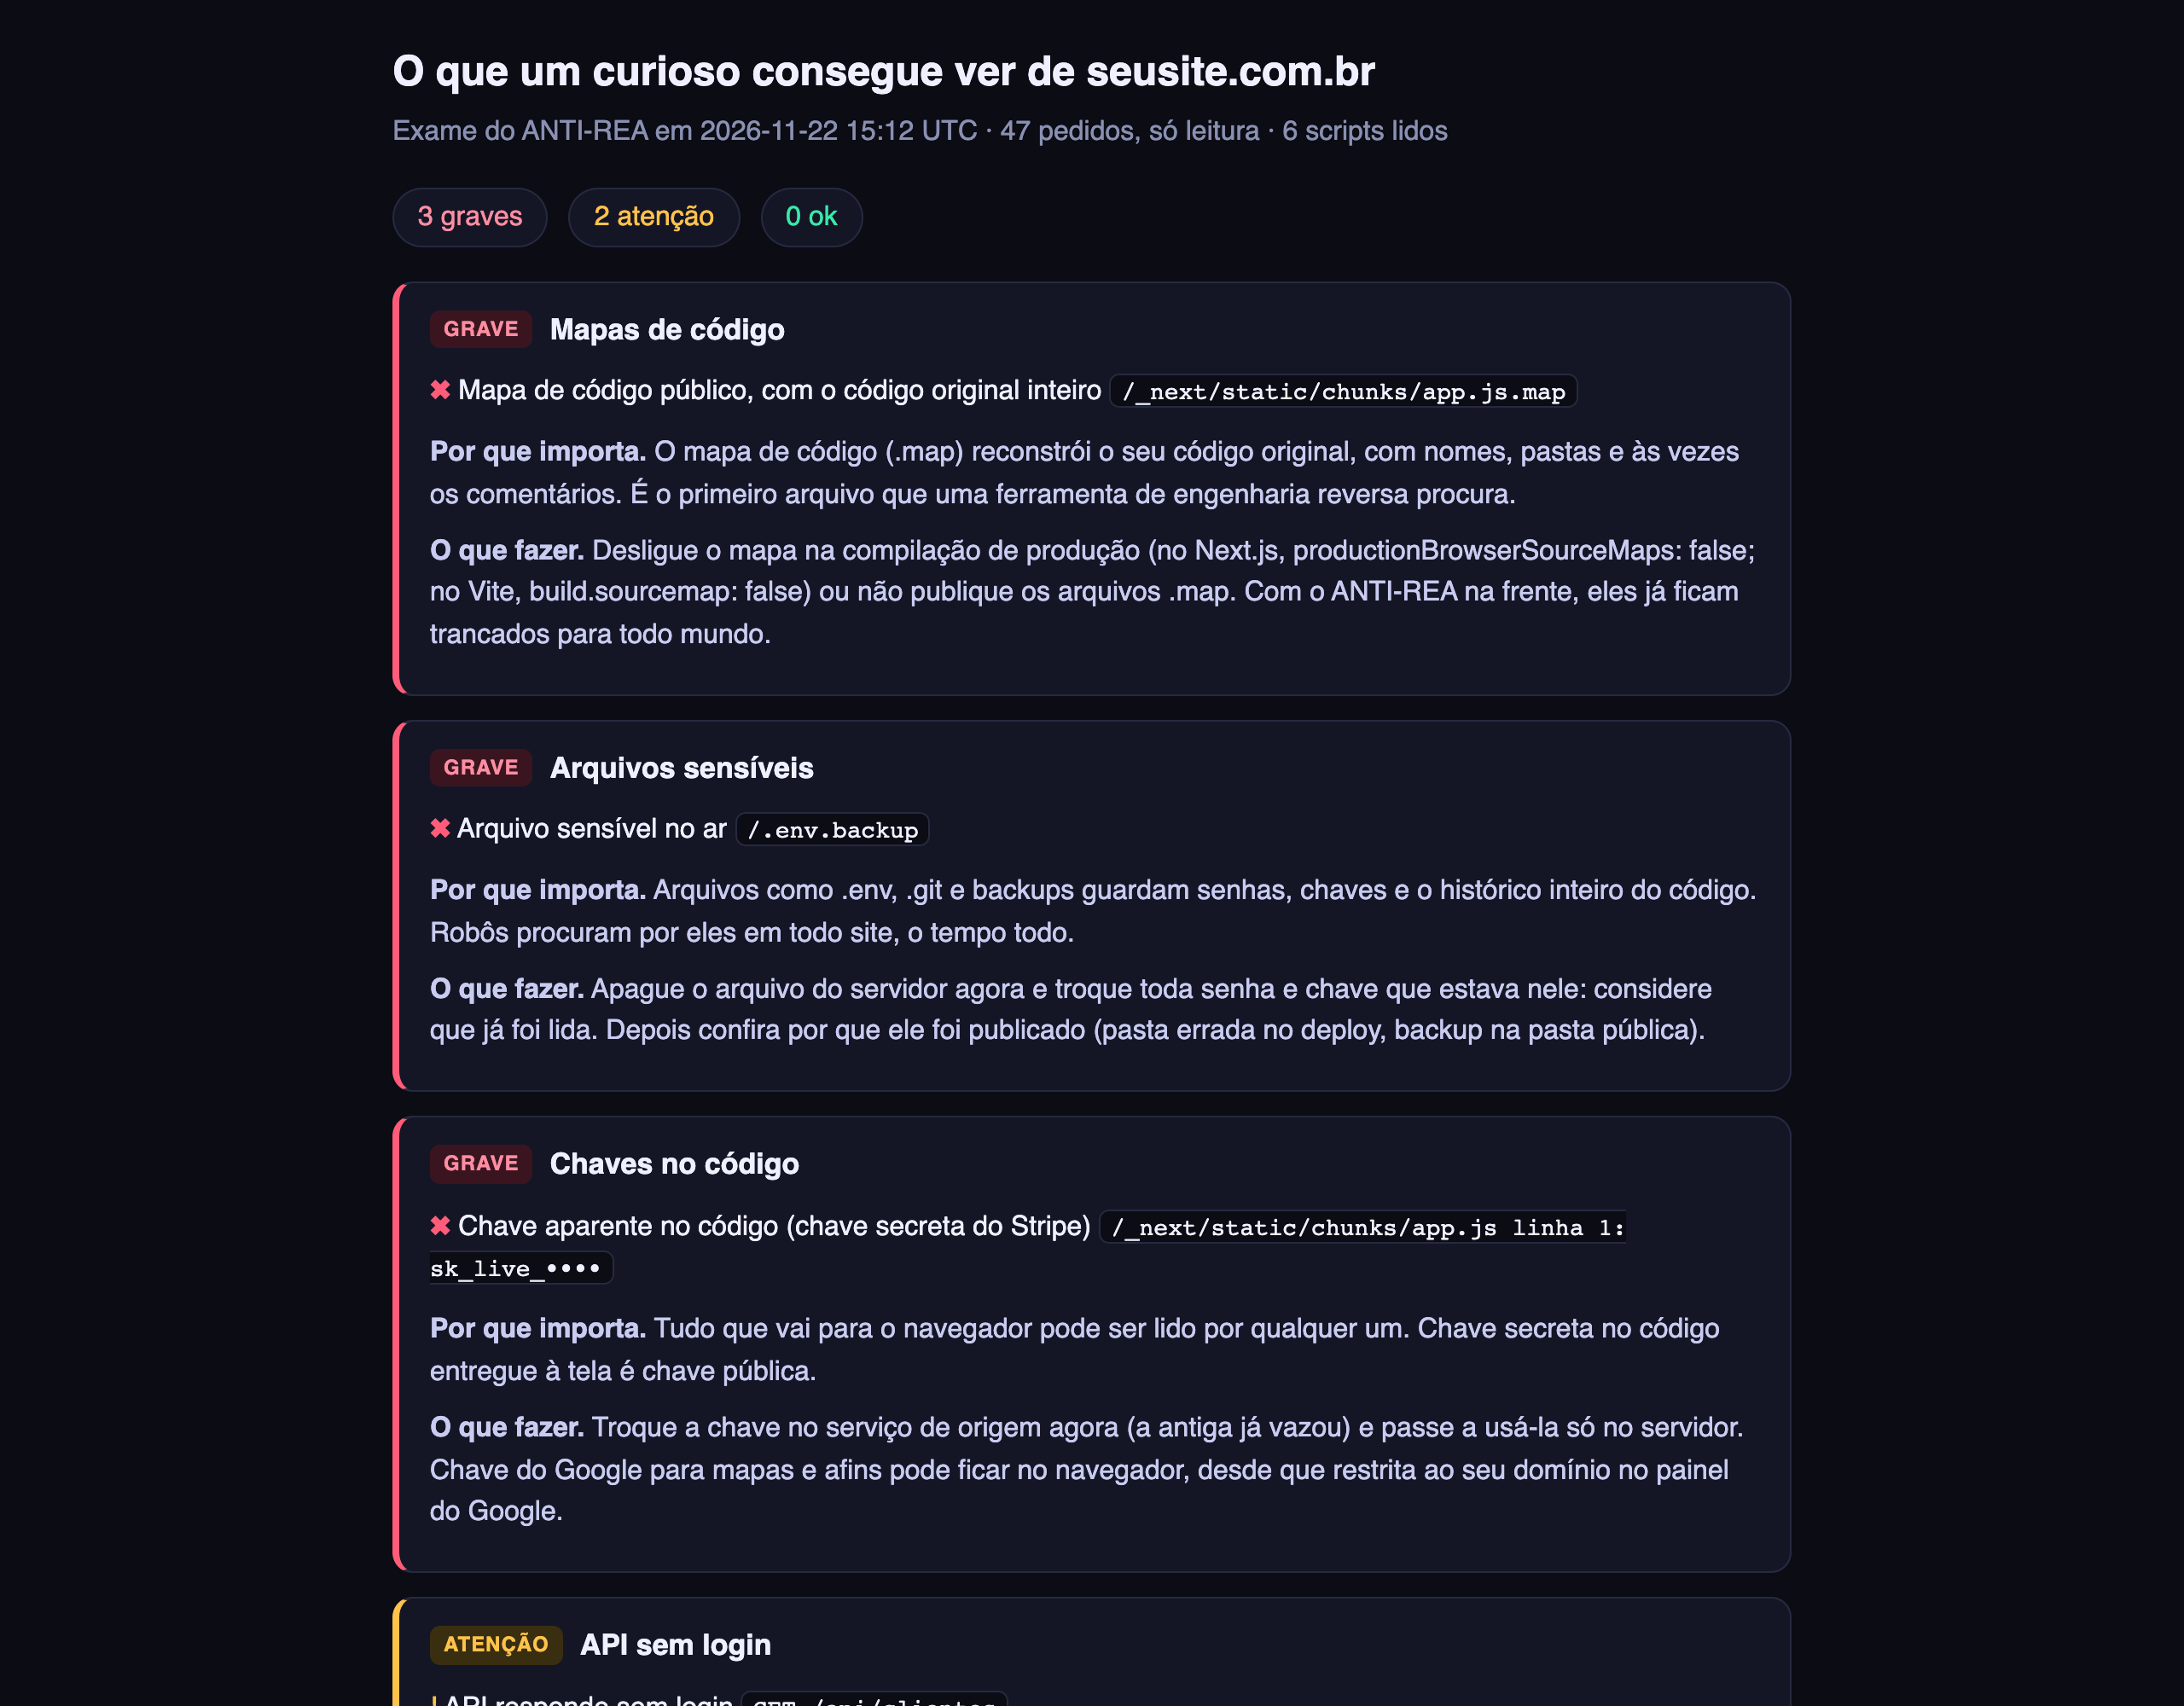 O que um curioso consegue ver de seusite.com.br
Exame do ANTI-REA em 2026-11-22 15:12 UTC · 47 pedidos, só leitura · 6 scripts lidos
3 graves 2 atenção 0 ok
GRAVE Mapas de código
✖ Mapa de código público, com o código original inteiro /_next/static/chunks/app.js.map
Por que importa. O mapa de código (.map) reconstrói o seu código original, com nomes, pastas e às vezes
os comentários. É o primeiro arquivo que uma ferramenta de engenharia reversa procura.
O que fazer. Desligue o mapa na compilação de produção (no Next.js, productionBrowserSourceMaps: false;
no Vite, build.sourcemap: false) ou não publique os arquivos .map. Com o ANTI-REA na frente, eles já ficam
trancados para todo mundo.
GRAVE Arquivos sensíveis
✖ Arquivo sensível no ar /.env.backup
Por que importa. Arquivos como .env, .git e backups guardam senhas, chaves e o histórico inteiro do código.
Robôs procuram por eles em todo site, o tempo todo.
O que fazer. Apague o arquivo do servidor agora e troque toda senha e chave que estava nele: considere
que já foi lida. Depois confira por que ele foi publicado (pasta errada no deploy, backup na pasta pública).
GRAVE Chaves no código
✖ Chave aparente no código (chave secreta do Stripe) /_next/static/chunks/app.js linha 1:
sk_live_••••
Por que importa. Tudo que vai para o navegador pode ser lido por qualquer um. Chave secreta no código
entregue à tela é chave pública.
O que fazer. Troque a chave no serviço de origem agora (a antiga já vazou) e passe a usá-la só no servidor.
Chave do Google para mapas e afins pode ficar no navegador, desde que restrita ao seu domínio no painel
do Google.
ATENÇÃO API sem login
! API responde sem login GET /api/clientes